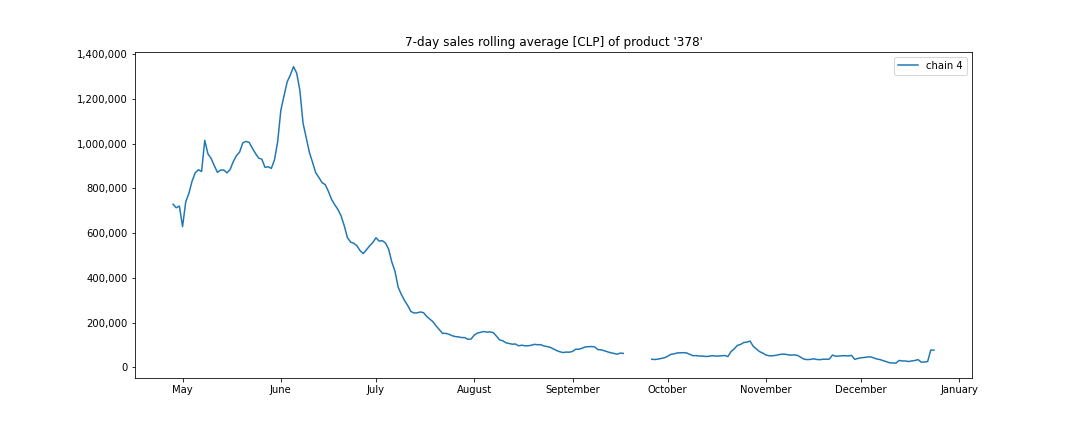 7-day sales rolling average [CLP] of product '378'
1,400,000
1,200,000
1,000,000
800,000
600,000
400,000
200,000
0
chain 4
May June July August September October November December January